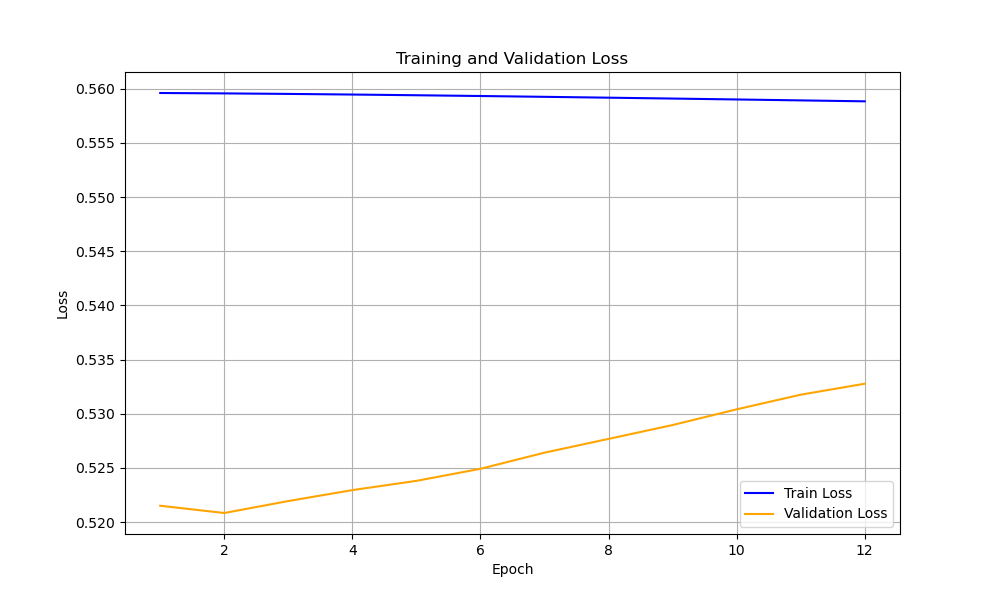 Training and Validation Loss
0.560
0.555
0.550
0.545
0.540
0.535
0.530
0.525
0.520
Loss
Train Loss
Validation Loss
2 4 6 8 10 12
Epoch